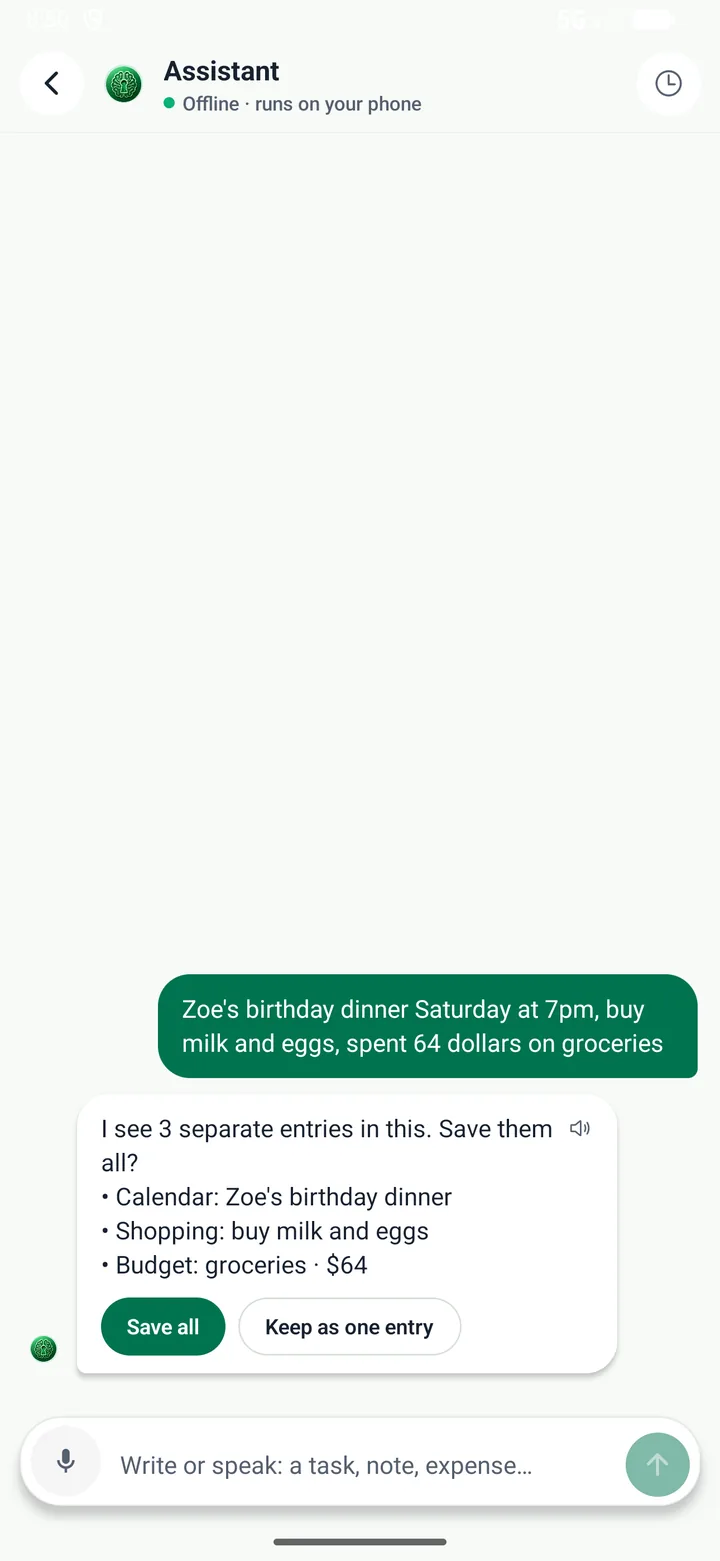 Assistant
Offline · runs on your phone
Zoe's birthday dinner Saturday at 7pm, buy
milk and eggs, spent 64 dollars on groceries
I see 3 separate entries in this. Save them
all?
• Calendar: Zoe's birthday dinner
• Shopping: buy milk and eggs
• Budget: groceries · $64
Save all
Keep as one entry
Write or speak: a task, note, expense...